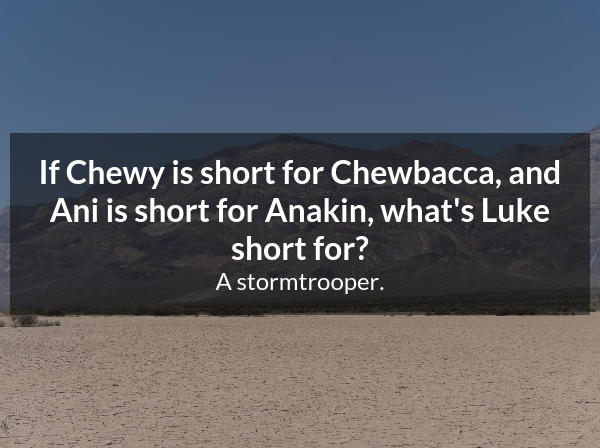 If Chewy is short for Chewbacca, and
Ani is short for Anakin, what's Luke
short for?
A stormtrooper.